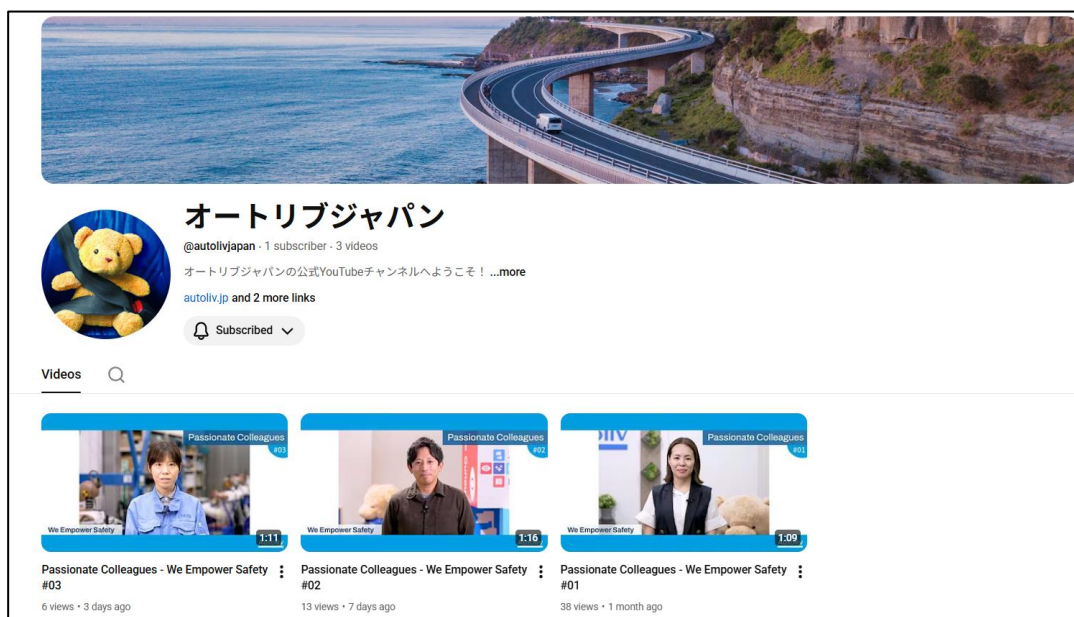 オートリブジャパン
@autolivjapan · 1 subscriber · 3 videos
オートリブジャパンの公式YouTubeチャンネルへようこそ！ ...more
autoliv.jp and 2 more links
Subscribed
Videos
Passionate Colleagues
#03
We Empower Safety
1:11
Passionate Colleagues - We Empower Safety
#03
6 views • 3 days ago
Passionate Colleagues
#02
We Empower Safety
1:16
Passionate Colleagues - We Empower Safety
#02
13 views • 7 days ago
Passionate Colleagues
#01
We Empower Safety
1:09
Passionate Colleagues - We Empower Safety
#01
38 views • 1 month ago